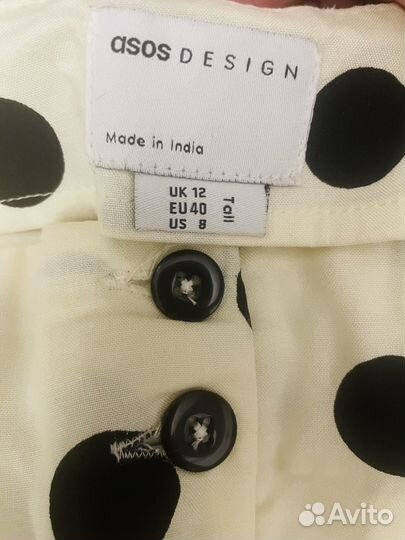 asos DESIGN
Made in India
UK 12
EU 40
US 8
Tall
Avito